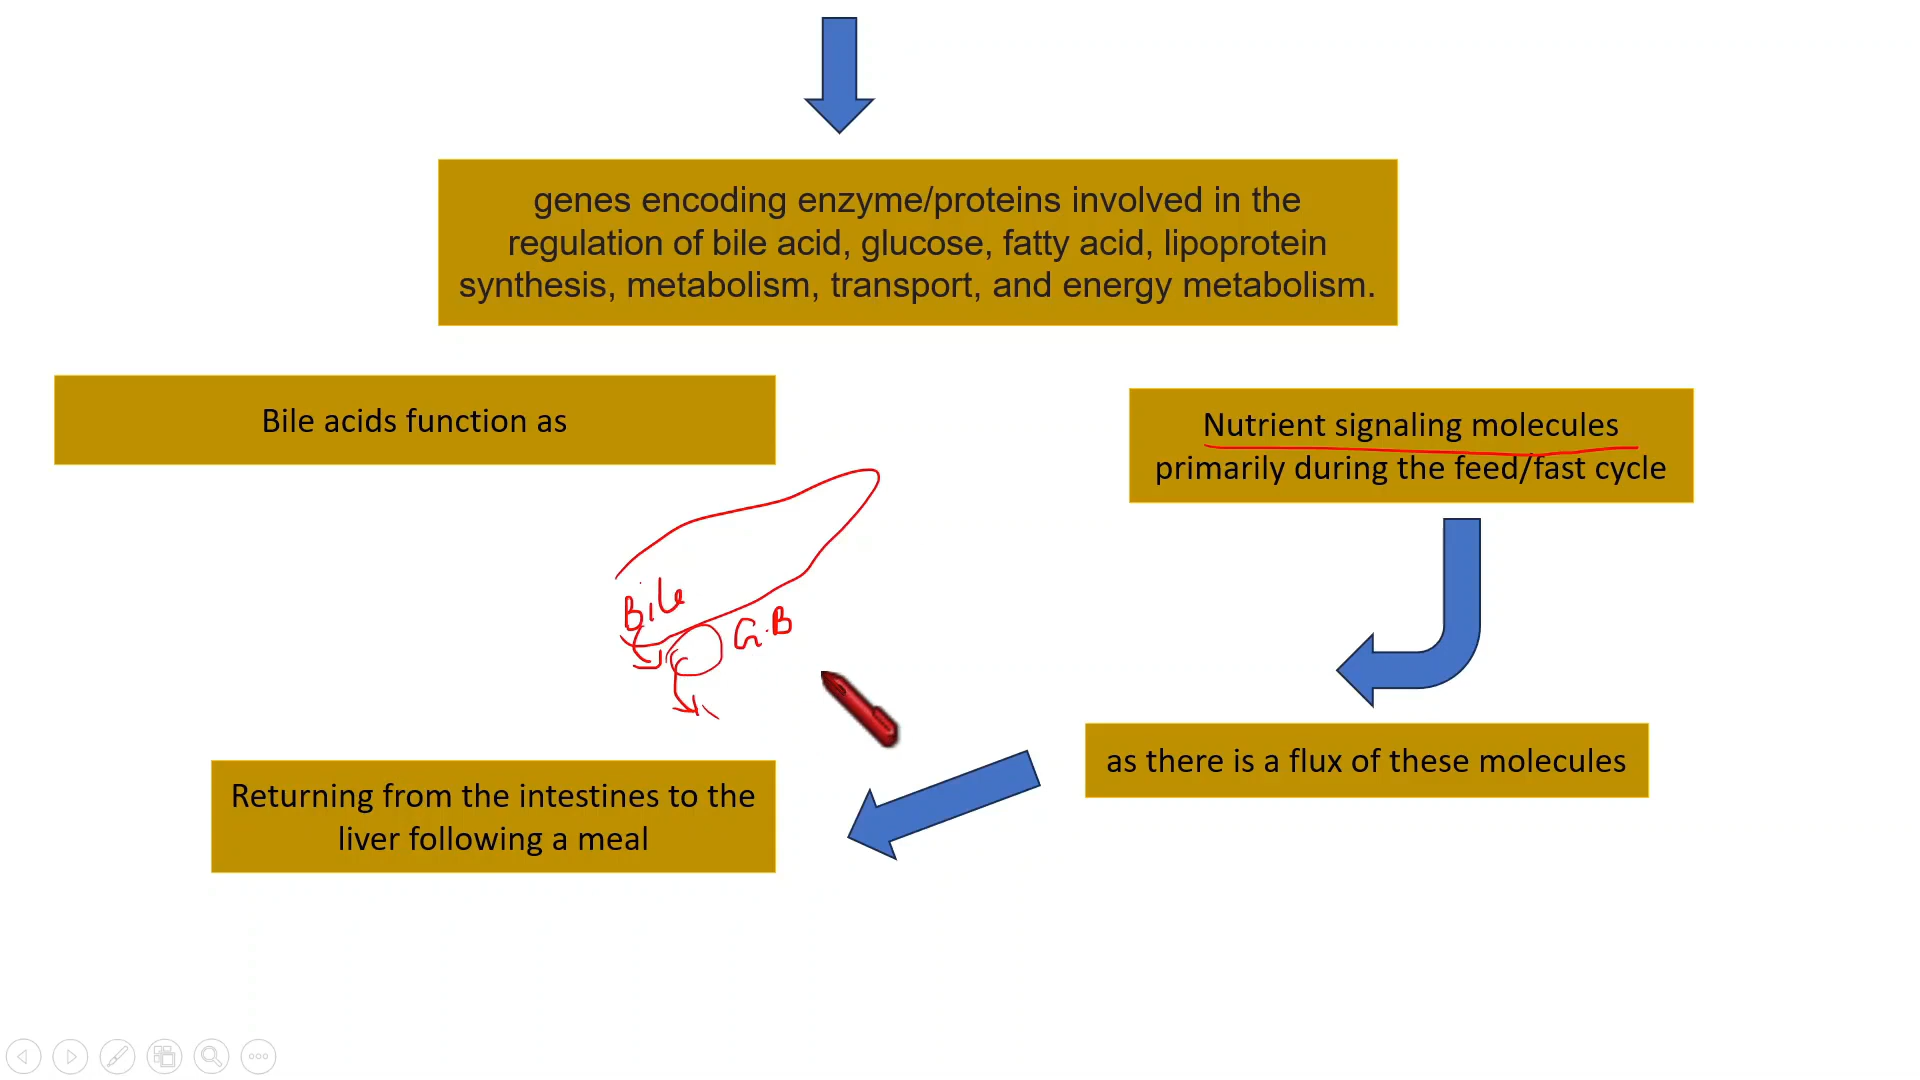 genes encoding enzyme/proteins involved in the
regulation of bile acid, glucose, fatty acid, lipoprotein
synthesis, metabolism, transport, and energy metabolism.
Bile acids function as
Nutrient signaling molecules
primarily during the feed/fast cycle
Bile
G.B
as there is a flux of these molecules
Returning from the intestines to the
liver following a meal